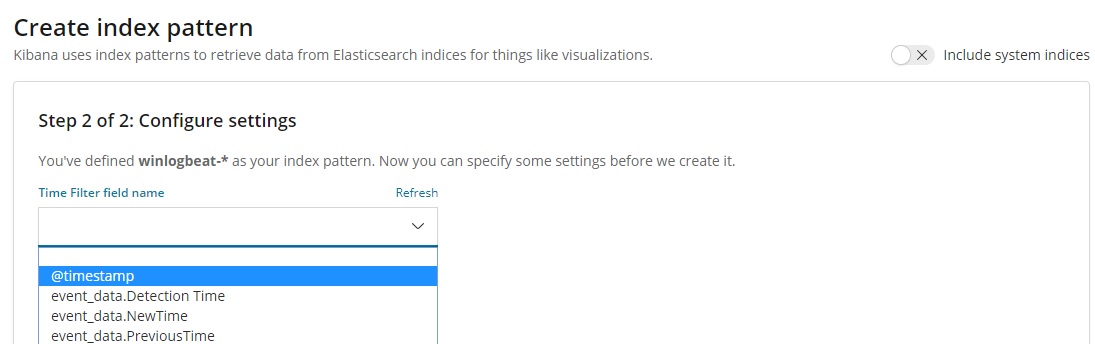 Create index pattern
Kibana uses index patterns to retrieve data from Elasticsearch indices for things like visualizations.
Include system indices
Step 2 of 2: Configure settings
You've defined winlogbeat-* as your index pattern. Now you can specify some settings before we create it.
Time Filter field name Refresh
@timestamp
event_data.Detection Time
event_data.NewTime
event_data.PreviousTime